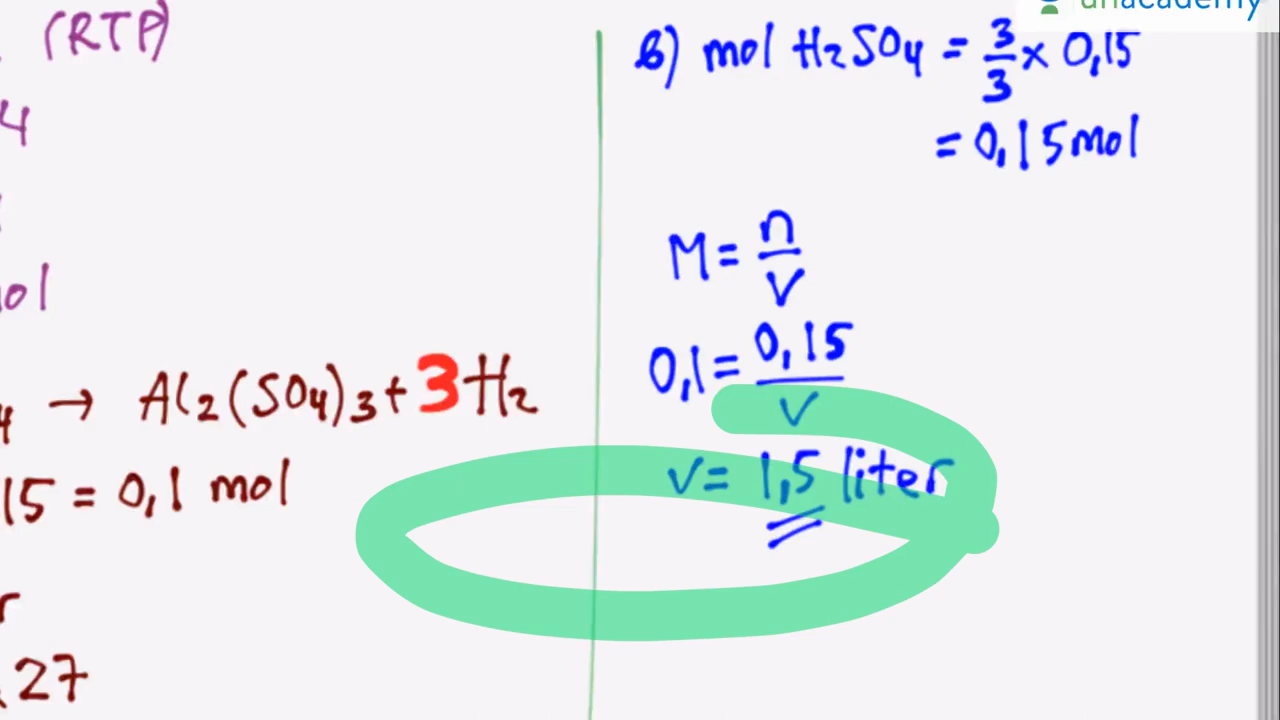 (RTP)
4
ol
4 → Al₂(SO₄)₃ + 3H₂
15 = 0,1 mol
r
27
unacademy
b) mol H₂SO₄ = 3/3 x 0,15
= 0,15 mol
M = n/V
0,1 = 0,15/V
V = 1,5 liter